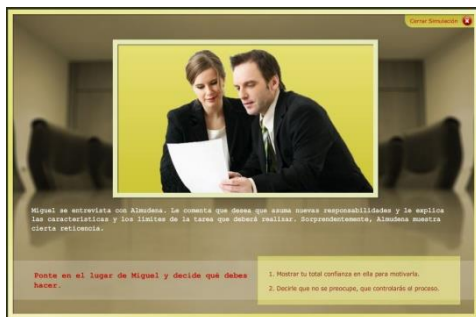 Cerrar Simulación
Miguel se entrevista con Almudena. Le comenta que desea que asuma nuevas responsabilidades y le explica
las características y los límites de la tarea que deberá realizar. Sorprendentemente, Almudena muestra
cierta reticencia.
Ponte en el lugar de Miguel y decide qué debes
hacer.
1. Mostrar tu total confianza en ella para motivarla.
2. Decirle que no se preocupe, que controlarás el proceso.